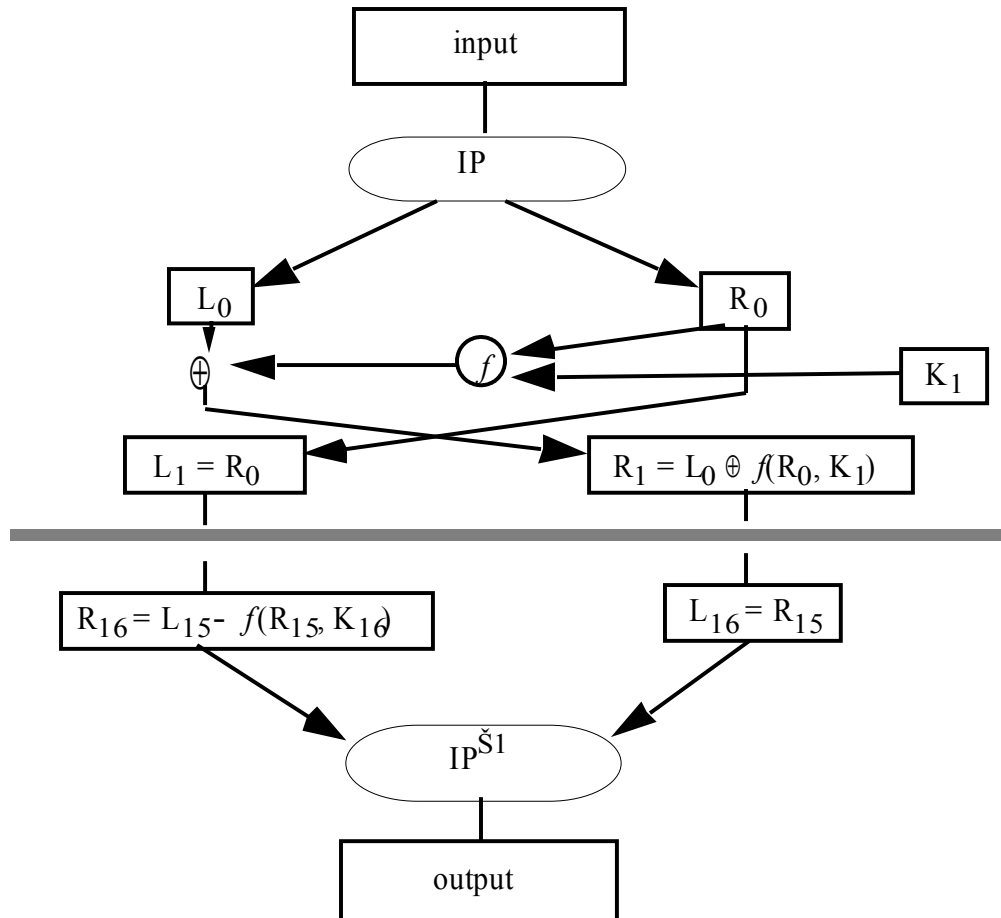 input
IP
L₀
R₀
⊕
f
K₁
L₁ = R₀
R₁ = L₀ ⊕ f(R₀, K₁)
R₁₆ = L₁₅- f(R₁₅, K₁₆)
L₁₆ = R₁₅
IPŠ1
output